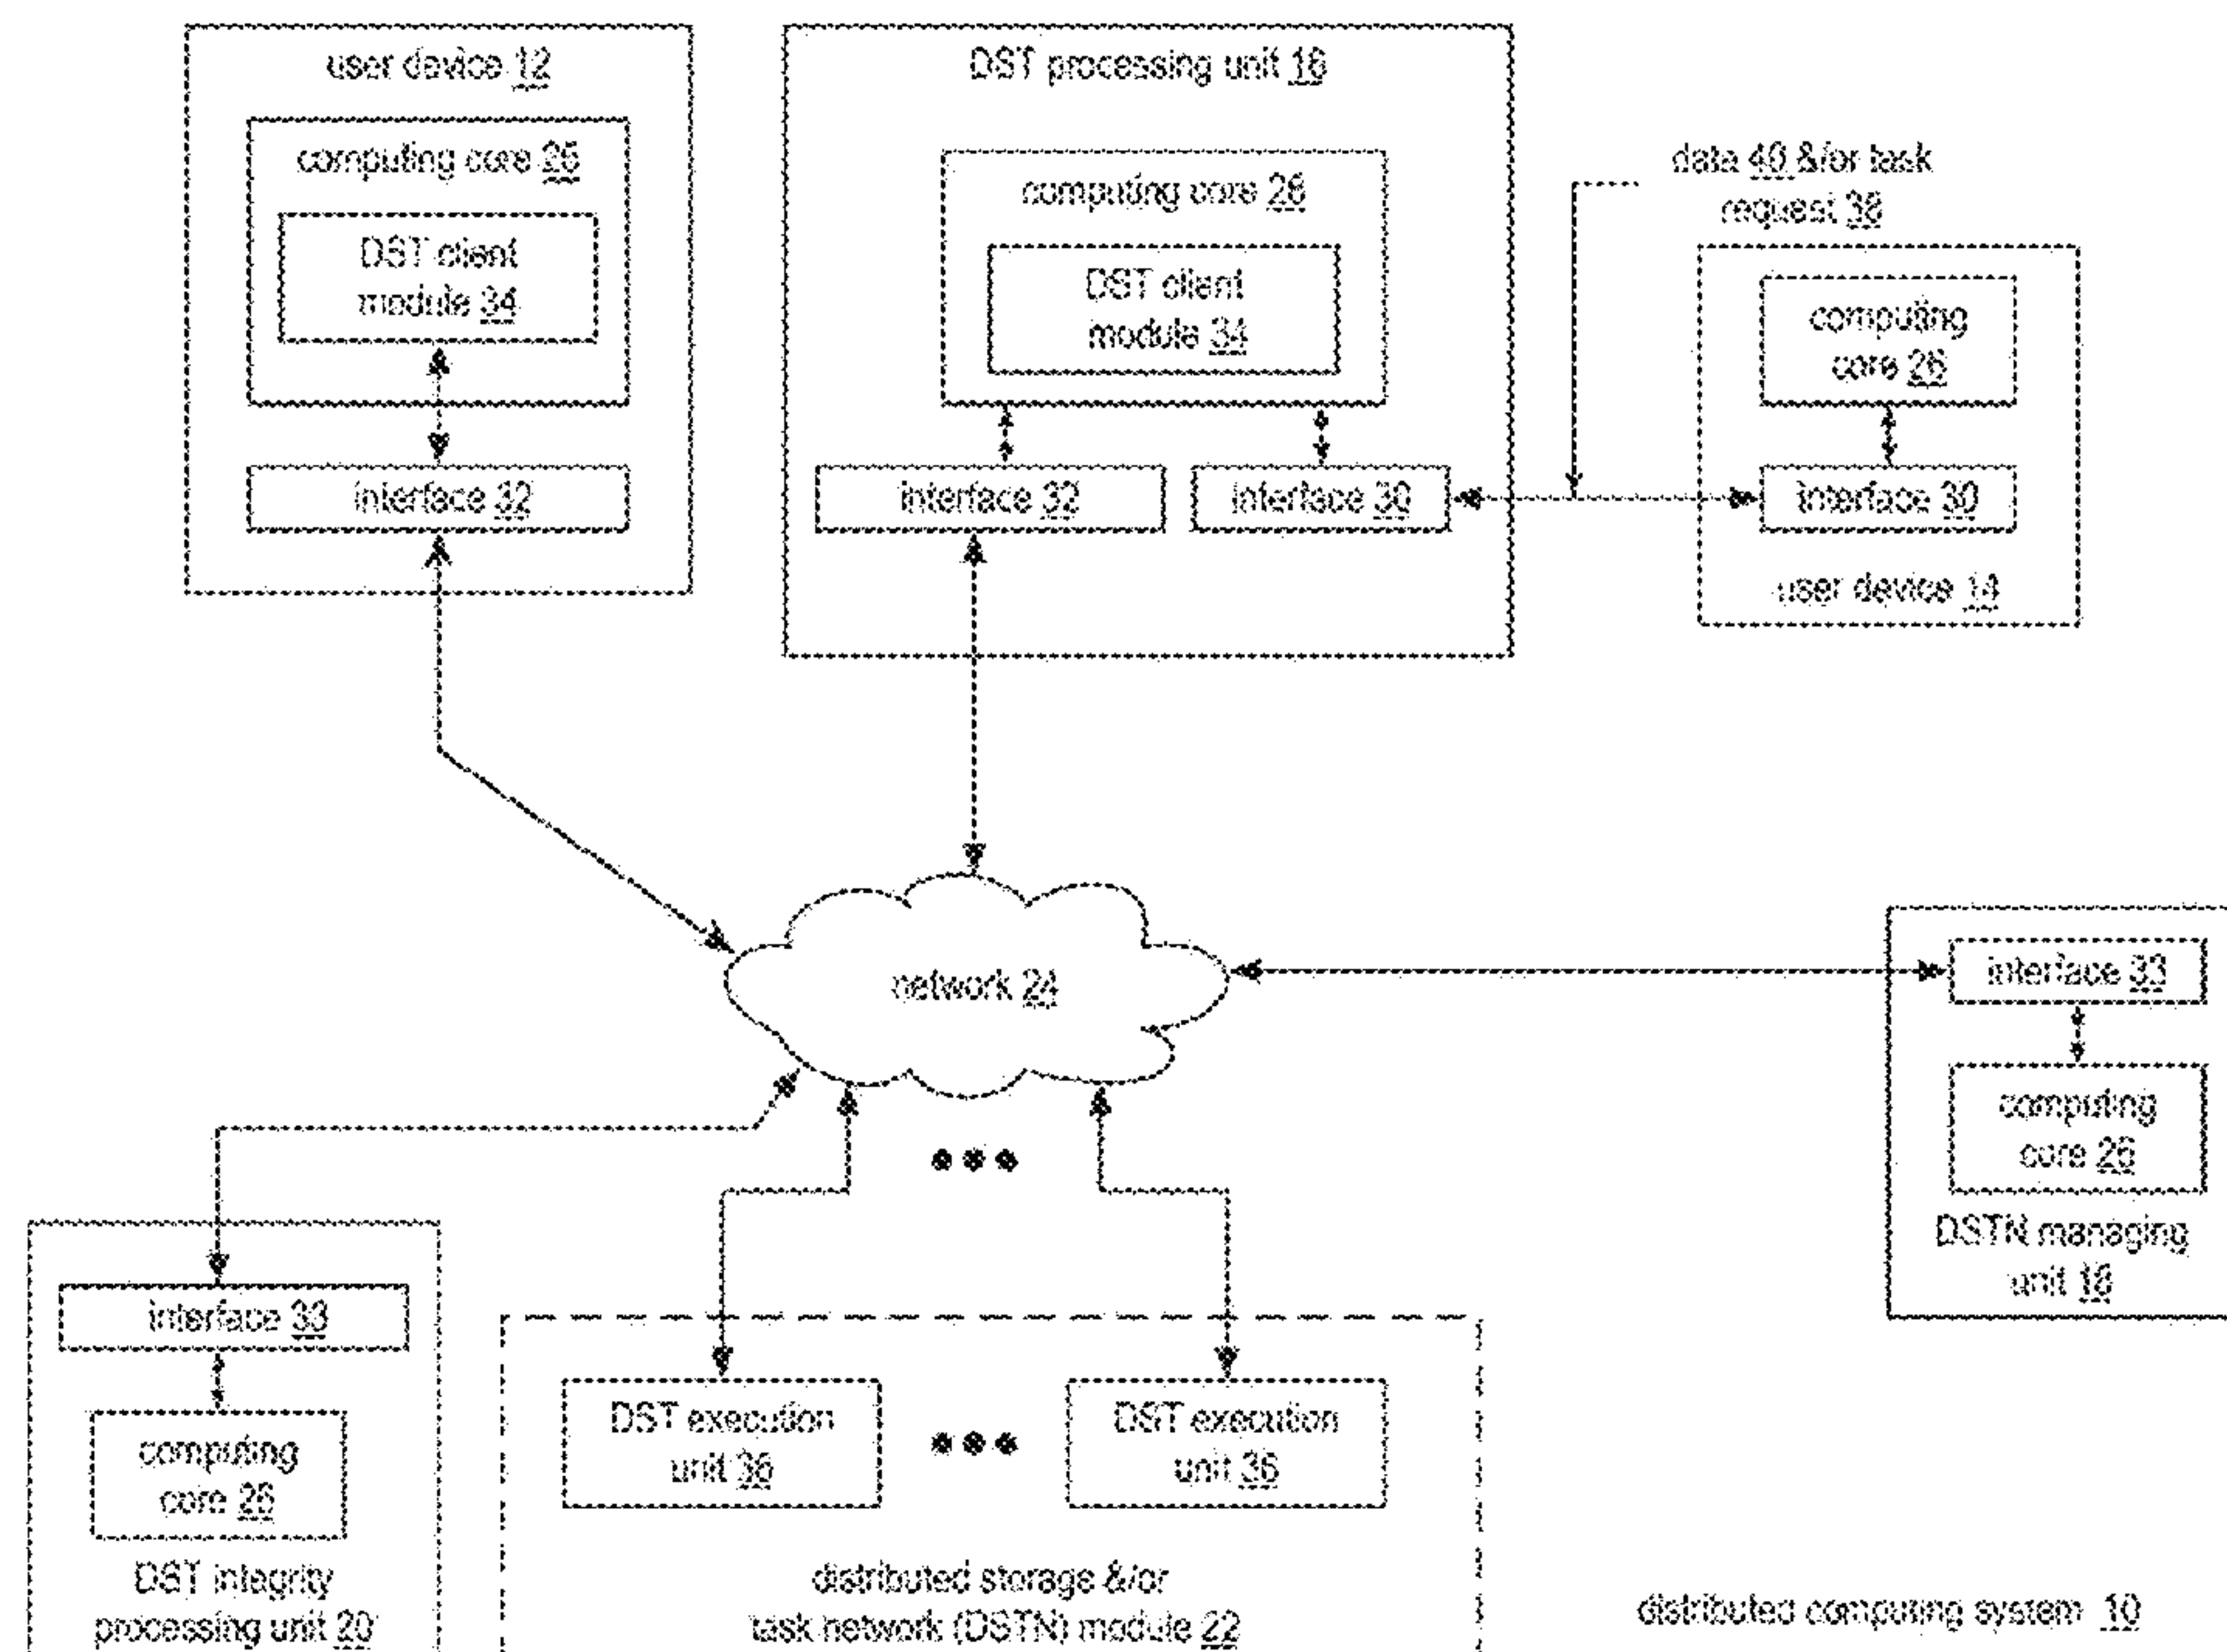 user device 12
computing core 26
DST client
module 34
interface 32
DST processing unit 16
computing core 26
DST client
module 34
interface 32
interface 30
data 40 &/or task
request 38
computing
core 26
interface 30
user device 14
network 24
interface 33
computing
core 26
DSTN managing
unit 18
interface 33
computing
core 26
DST integrity
processing unit 20
DST execution
unit 36
DST execution
unit 36
distributed storage &/or
task network (DSTN) module 22
distributed computing system 10